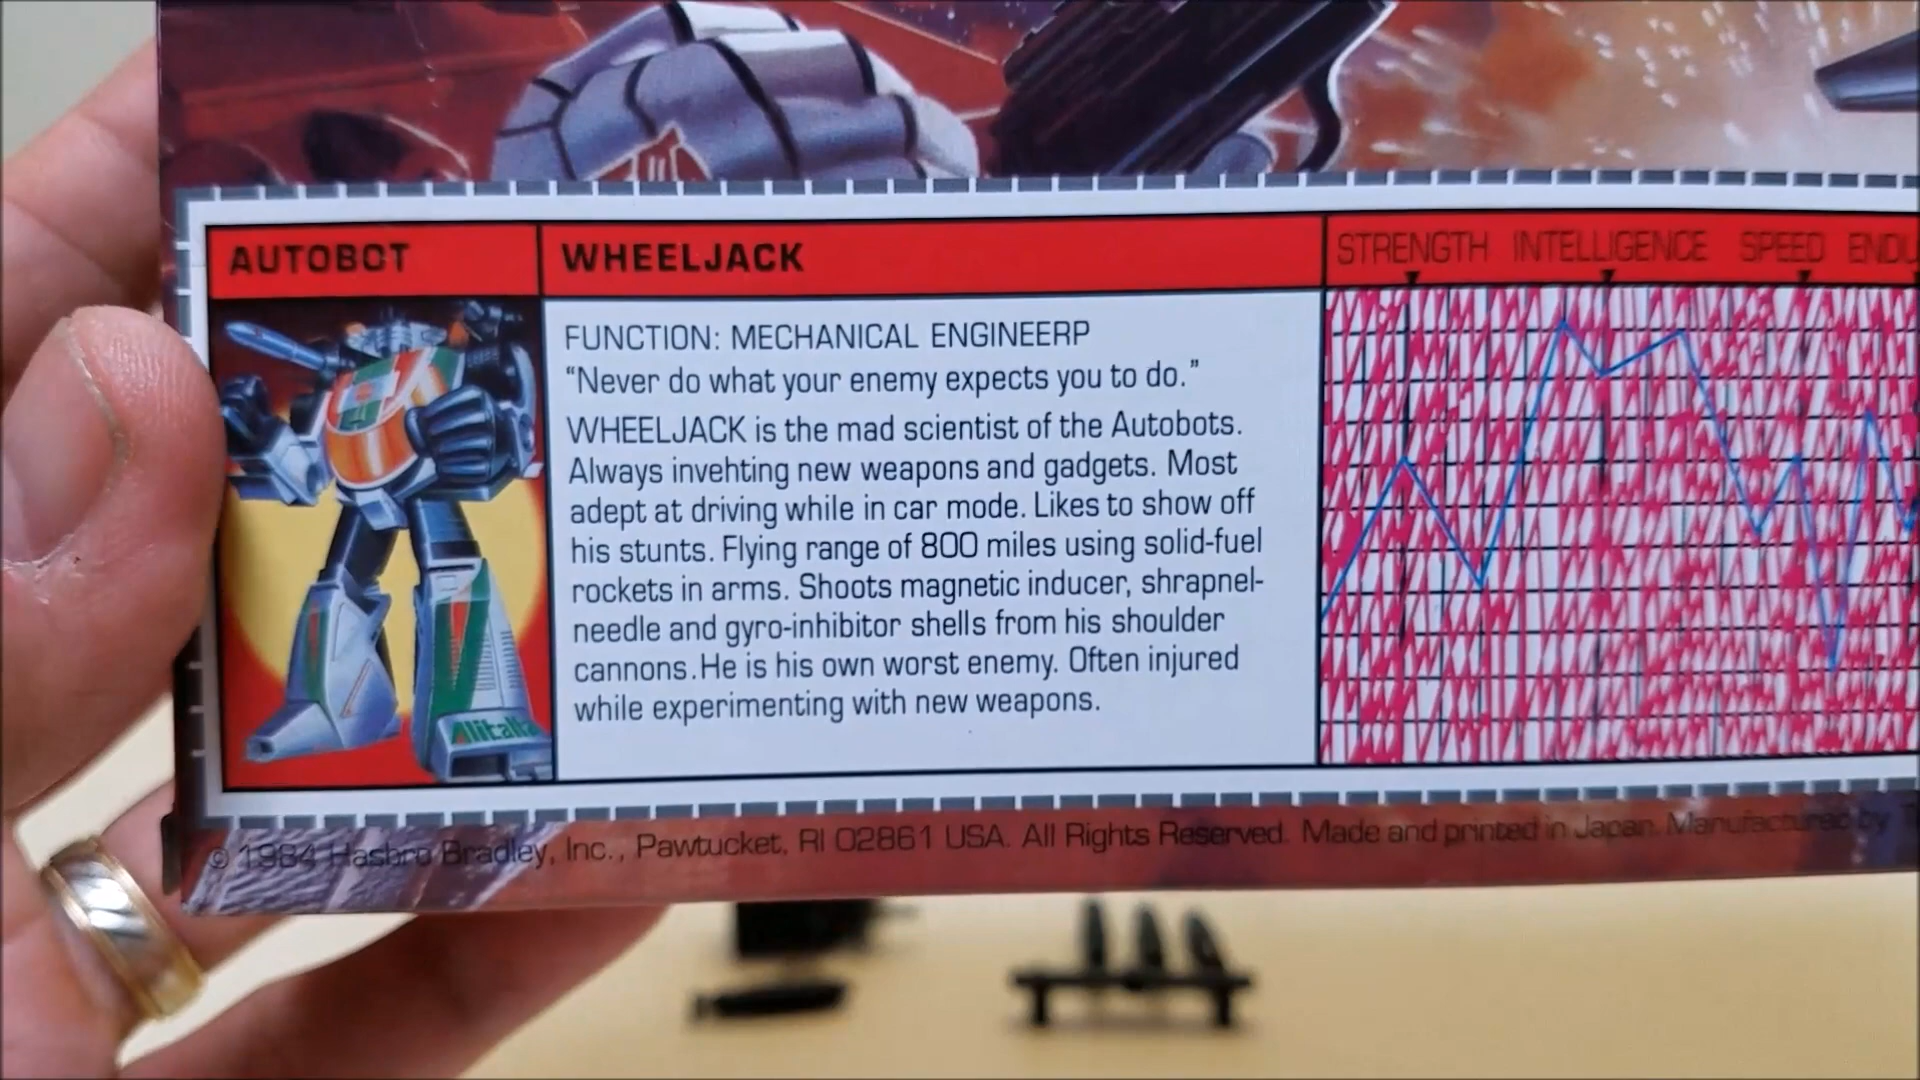 AUTOBOT
WHEELJACK
STRENGTH INTELLIGENCE SPEED
FUNCTION: MECHANICAL ENGINEERP
“Never do what your enemy expects you to do.”
WHEELJACK is the mad scientist of the Autobots.
Always invehting new weapons and gadgets. Most
adept at driving while in car mode. Likes to show off
his stunts. Flying range of 800 miles using solid-fuel
rockets in arms. Shoots magnetic inducer, shrapnel-
needle and gyro-inhibitor shells from his shoulder
cannons.He is his own worst enemy. Often injured
while experimenting with new weapons.
Alitalia
© 1984 Hasbro Bradley, Inc., Pawtucket, RI 02861 USA. All Rights Reserved. Made and printed in Japan. Manufactured by